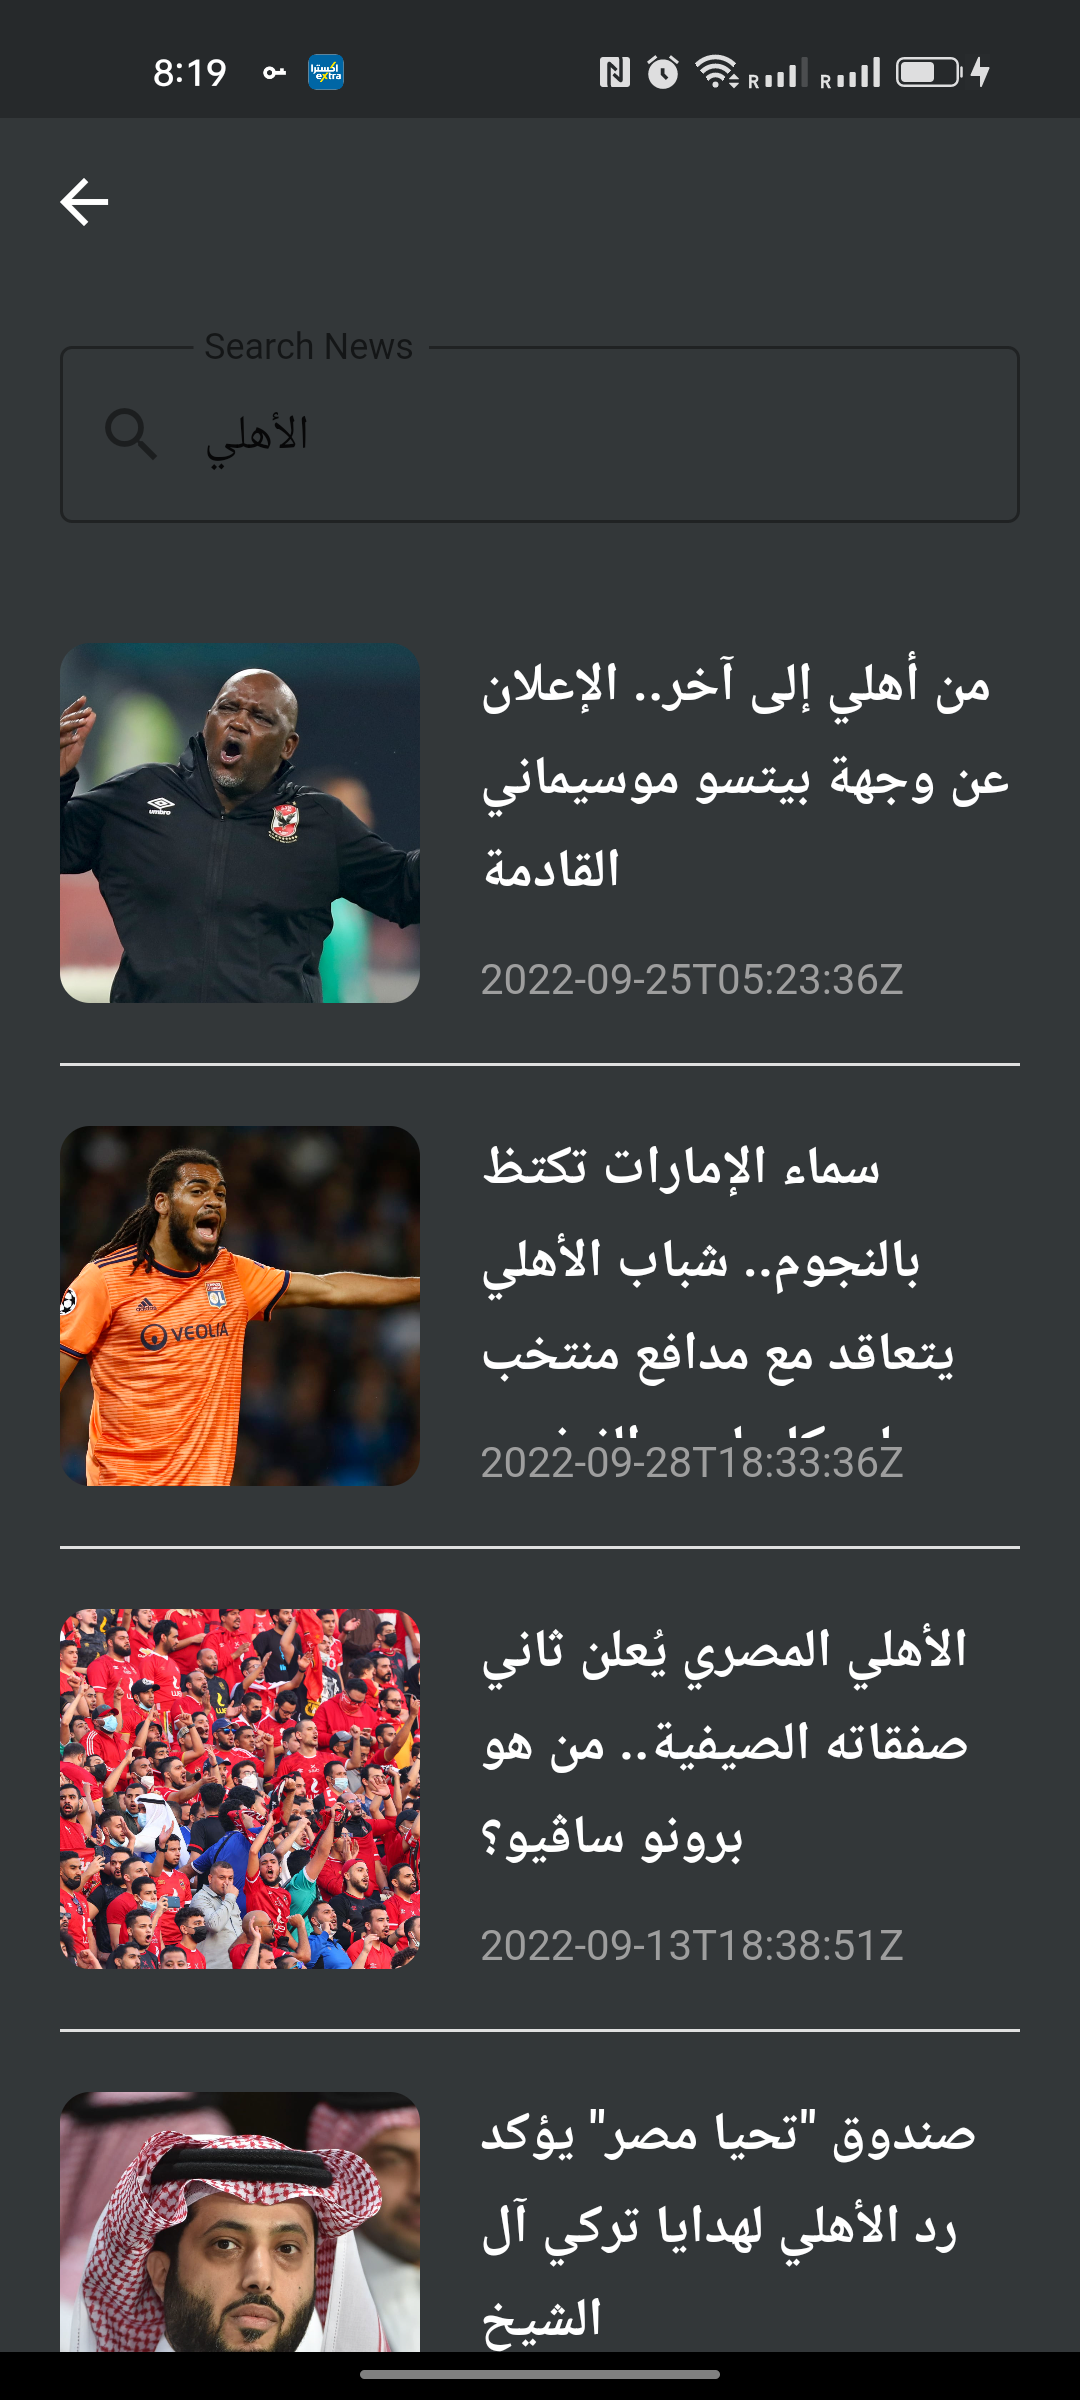 8:19
اكسترا
extra
R
R
Search News
الأهلي
من أهلي إلى آخر.. الإعلان
عن وجهة بيتسو موسيماني
القادمة
umbro
2022-09-25T05:23:36Z
سماء الإمارات تكتظ
بالنجوم.. شباب الأهلي
يتعاقد مع مدافع منتخب
adidas
VEOLIA
2022-09-28T18:33:36Z
الأهلي المصري يُعلن ثاني
صفقاته الصيفية.. من هو
برونو ساڤيو؟
2022-09-13T18:38:51Z
صندوق "تحيا مصر" يؤكد
رد الأهلي لهدايا تركي آل
الشيخ